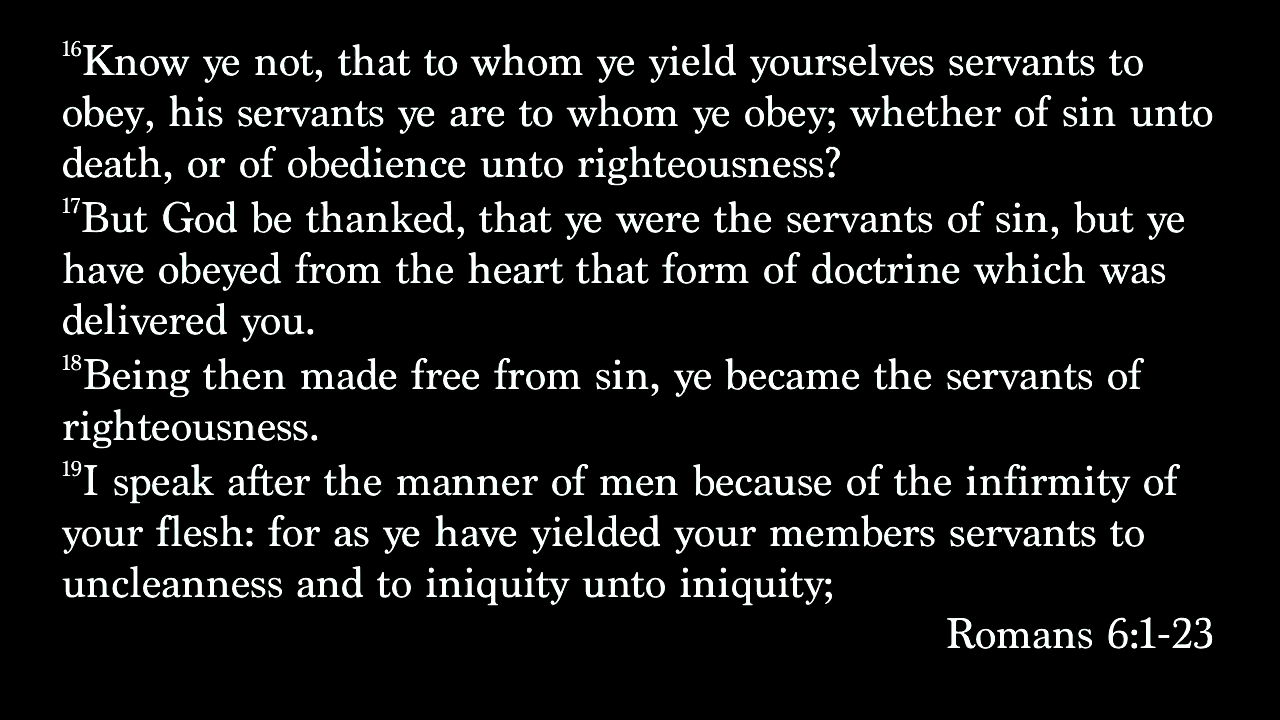 16Know ye not, that to whom ye yield yourselves servants to
obey, his servants ye are to whom ye obey; whether of sin unto
death, or of obedience unto righteousness?
17But God be thanked, that ye were the servants of sin, but ye
have obeyed from the heart that form of doctrine which was
delivered you.
18Being then made free from sin, ye became the servants of
righteousness.
19I speak after the manner of men because of the infirmity of
your flesh: for as ye have yielded your members servants to
uncleanness and to iniquity unto iniquity;
Romans 6:1-23